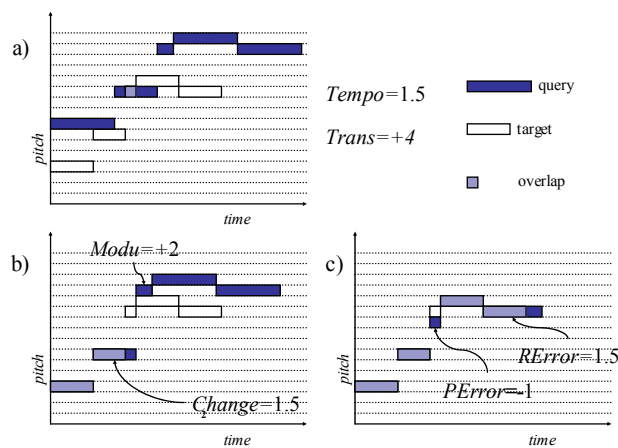 a)
pitch
time
Tempo=1.5
Trans=+4
query
target
overlap
b)
Modu=+2
pitch
C2hange=1.5
time
c)
RError=1.5
PError=-1
pitch
time